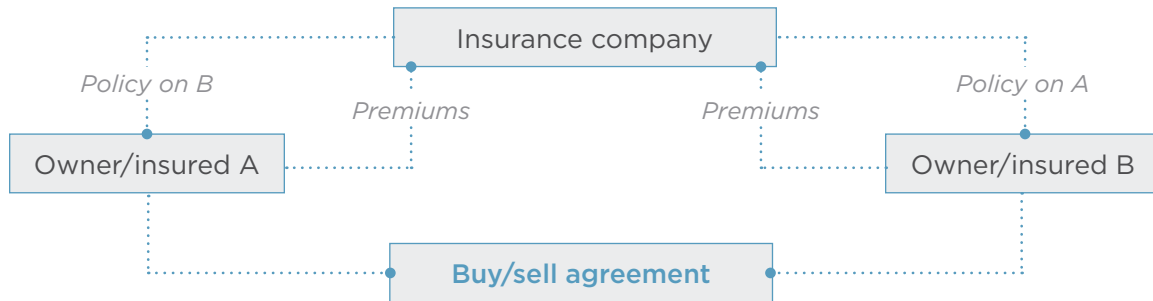 Insurance company
Policy on B
Policy on A
Premiums
Premiums
Owner/insured A
Owner/insured B
Buy/sell agreement